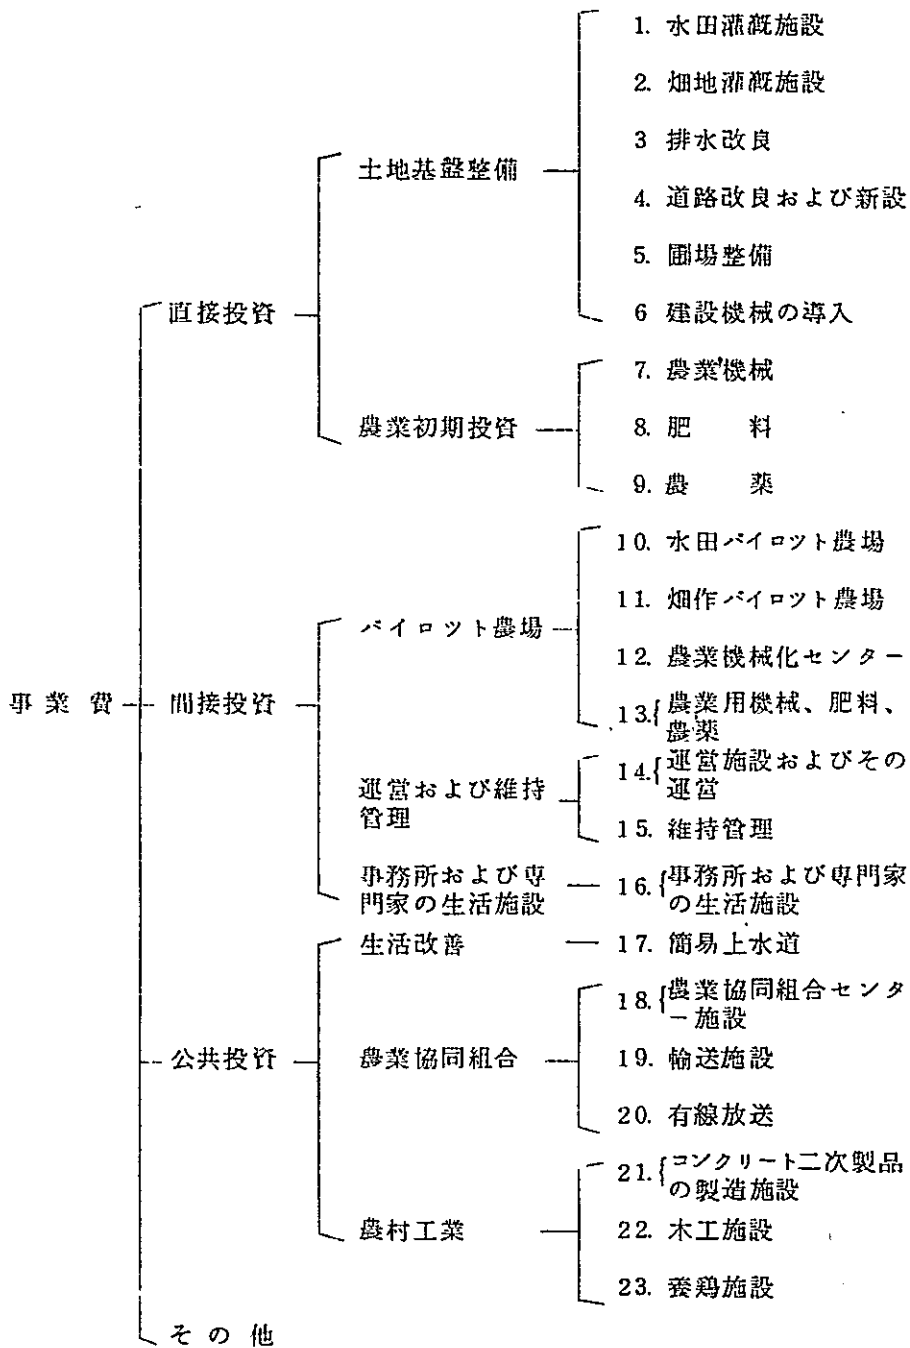 1. 水田灌漑施設
2. 畑地灌漑施設
3 排水改良
土地基盤整備
4. 道路改良および新設
5. 圃場整備
直接投資
6 建設機械の導入
7. 農業機械
農業初期投資
8. 肥 料
9. 農 薬
10. 水田パイロット農場
11. 畑作パイロット農場
パイロット農場
12. 農業機械化センター
事業費
間接投資
13.{農業用機械、肥料、
農薬
運営および維持
管理
14.{運営施設およびその
運営
15. 維持管理
事務所および専
門家の生活施設
16.{事務所および専門家
の生活施設
生活改善
17. 簡易上水道
18.{農業協同組合センタ
ー施設
公共投資
農業協同組合
19.輸送施設
20. 有線放送
21.{コンクリート二次製品
の製造施設
農村工業
22. 木工施設
23. 養鶏施設
その他